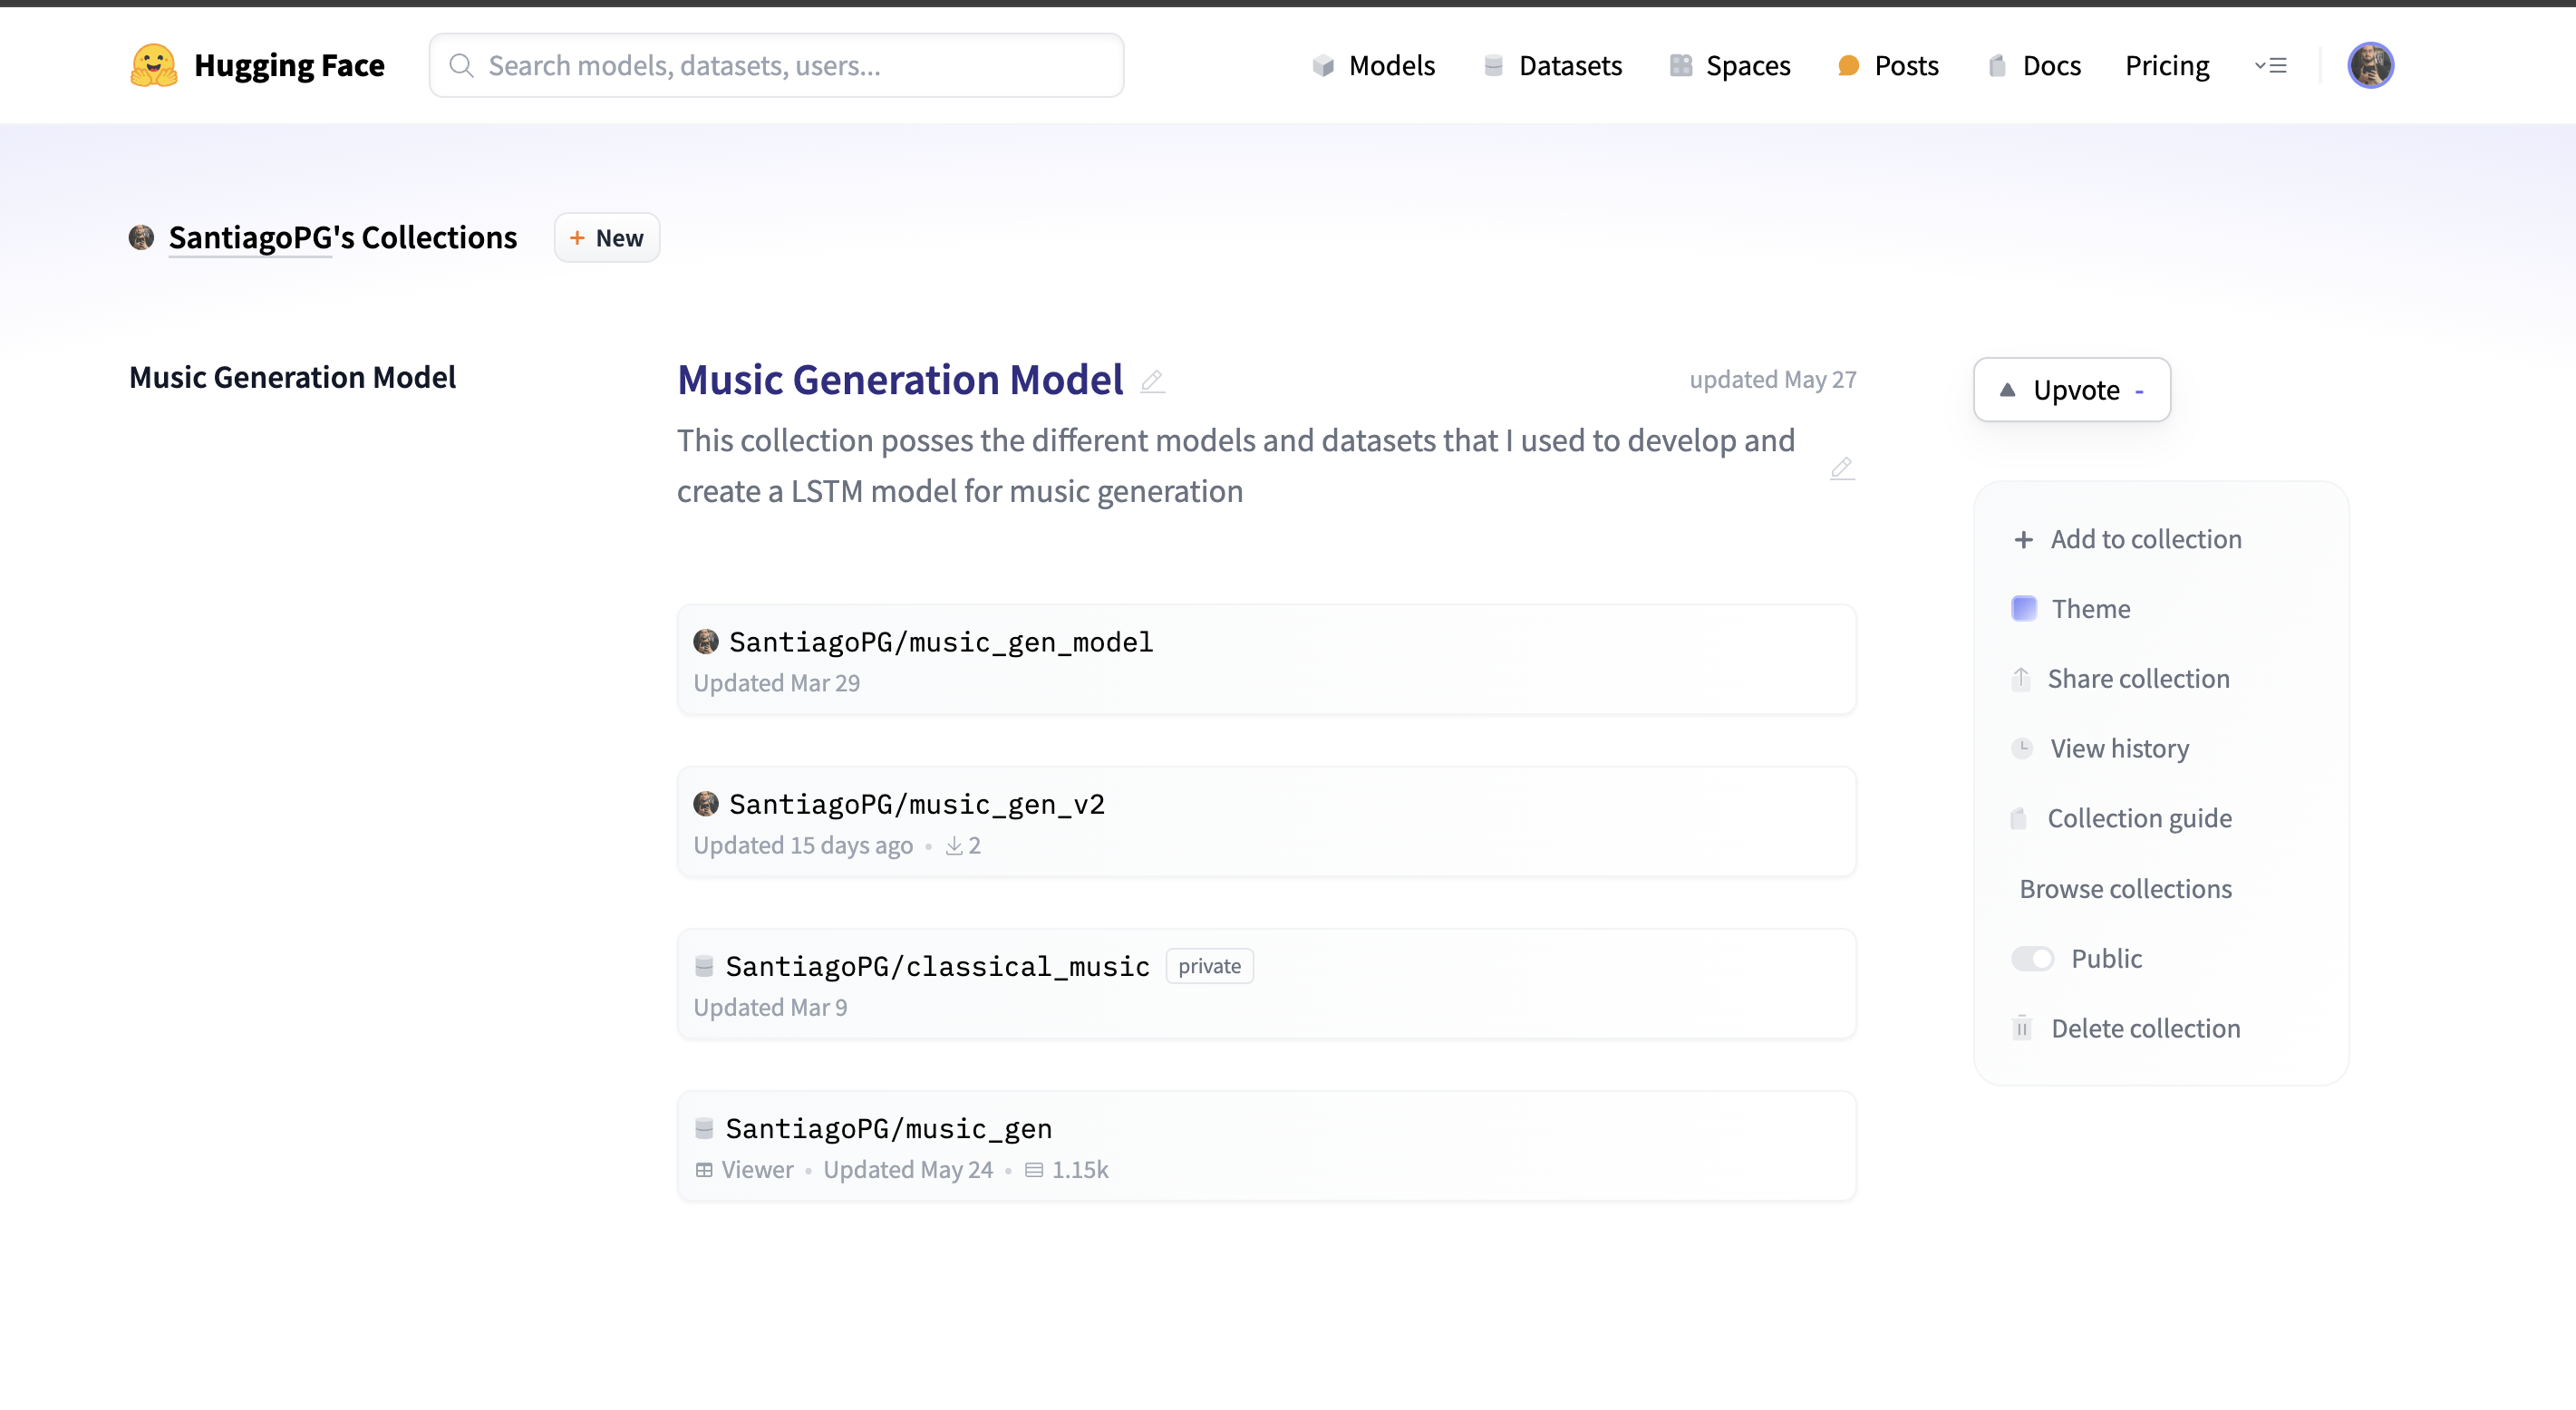 Hugging Face
Search models, datasets, users...
Models
Datasets
Spaces
Posts
Docs
Pricing
SantiagoPG's Collections
+ New
Music Generation Model
Music Generation Model
updated May 27
This collection posses the different models and datasets that I used to develop and
create a LSTM model for music generation
SantiagoPG/music_gen_model
Updated Mar 29
SantiagoPG/music_gen_v2
Updated 15 days ago • 2
SantiagoPG/classical_music private
Updated Mar 9
SantiagoPG/music_gen
Viewer • Updated May 24 • 1.15k
Upvote -
+ Add to collection
Theme
Share collection
View history
Collection guide
Browse collections
Public
Delete collection